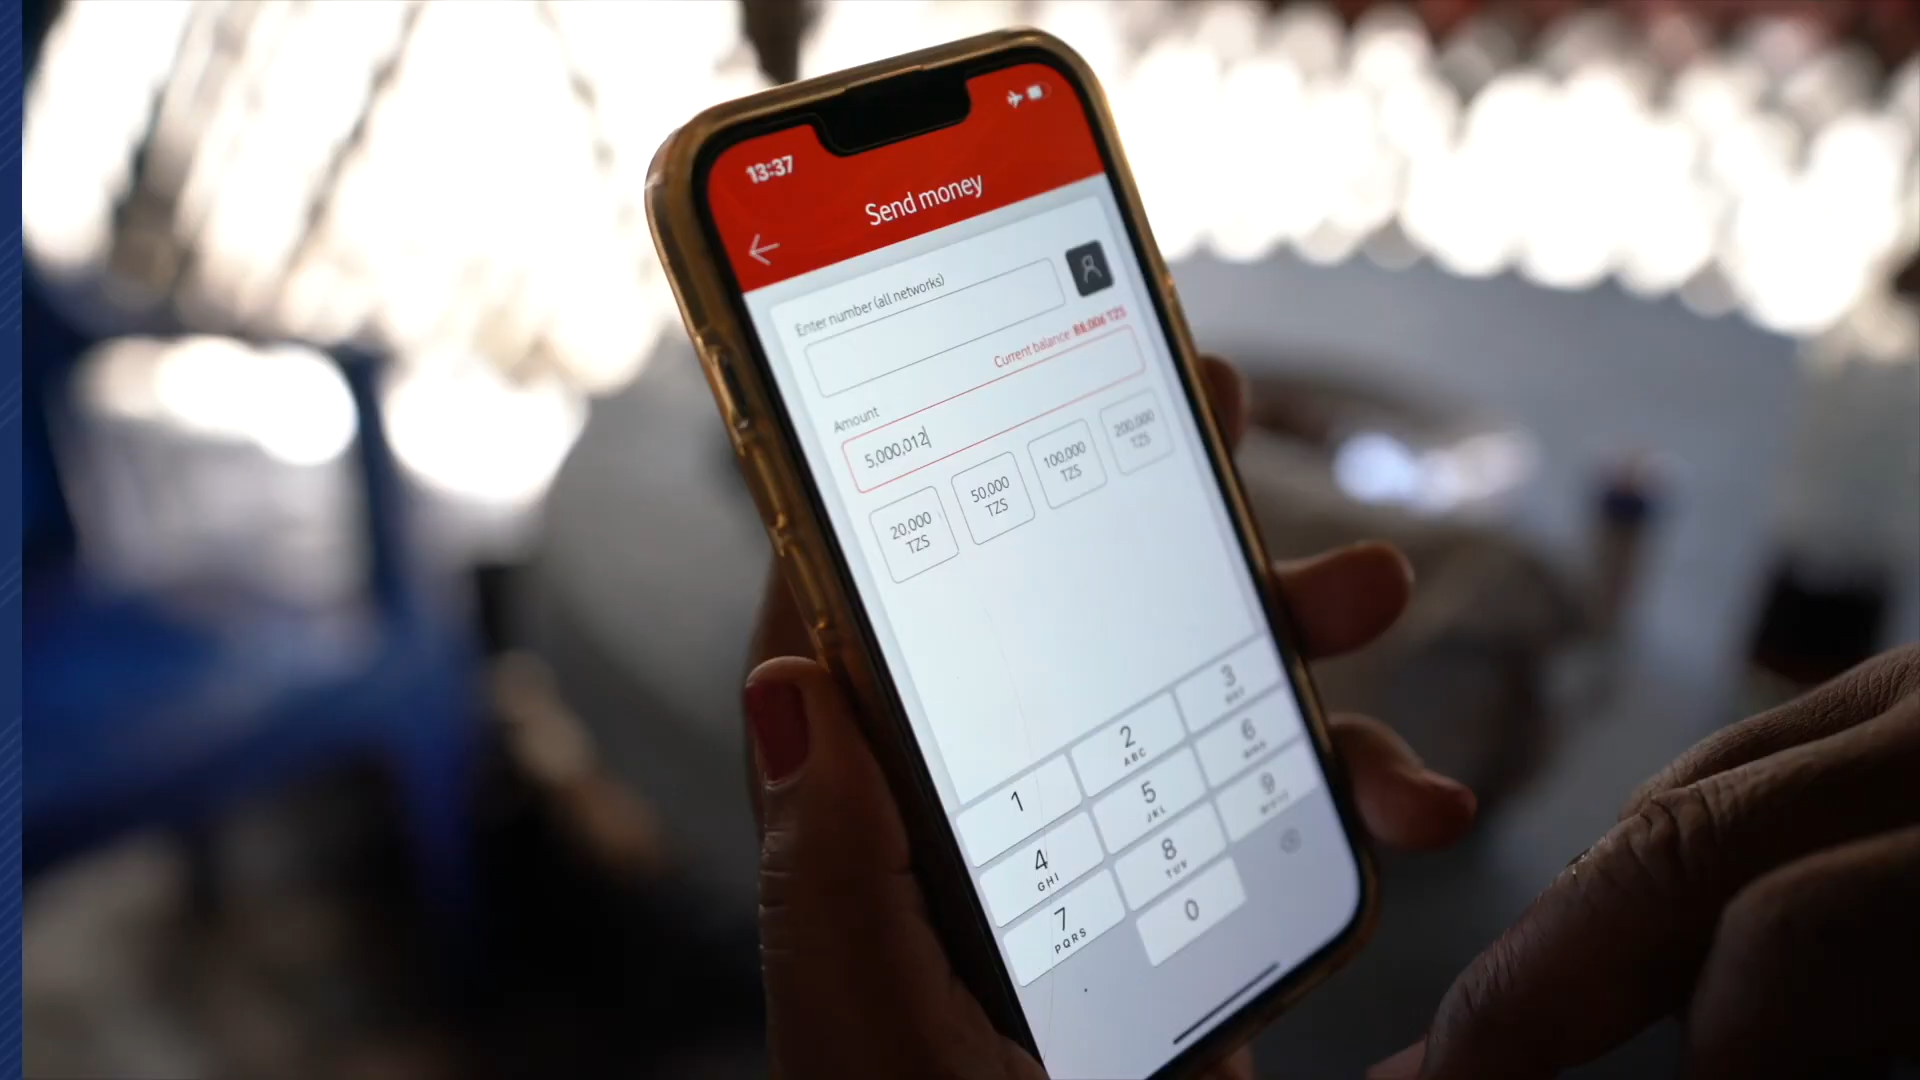 13:37
Send money
Enter number (all networks)
Current balance TZS
Amount
5,000,012
20,000
TZS
50,000
TZS
100,000
TZS
200,000
TZS
1
2
ABC
3
4
GHI
5
JKL
6
7
PQRS
8
TUV
9
0